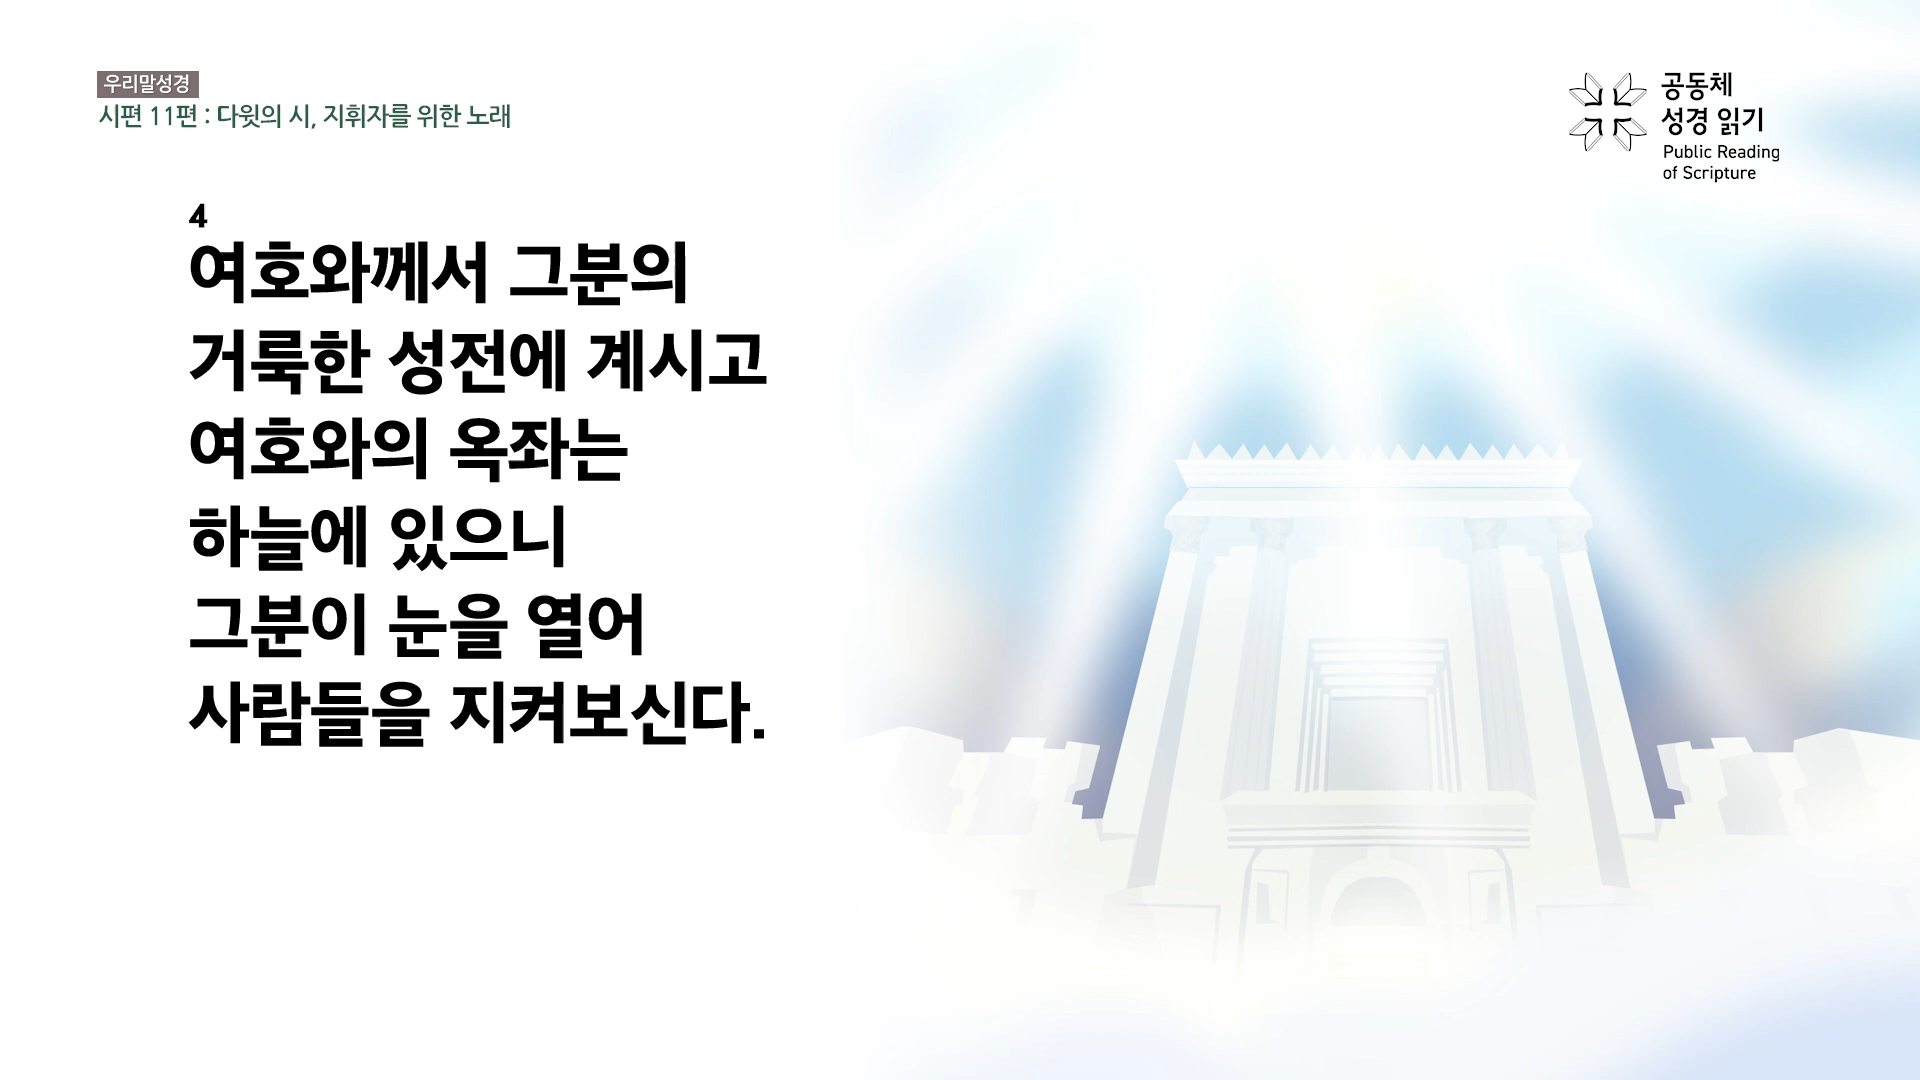 우리말성경
시편 11편 : 다윗의 시, 지휘자를 위한 노래
공동체
성경 읽기
Public Reading
of Scripture
4
여호와께서 그분의
거룩한 성전에 계시고
여호와의 옥좌는
하늘에 있으니
그분이 눈을 열어
사람들을 지켜보신다.